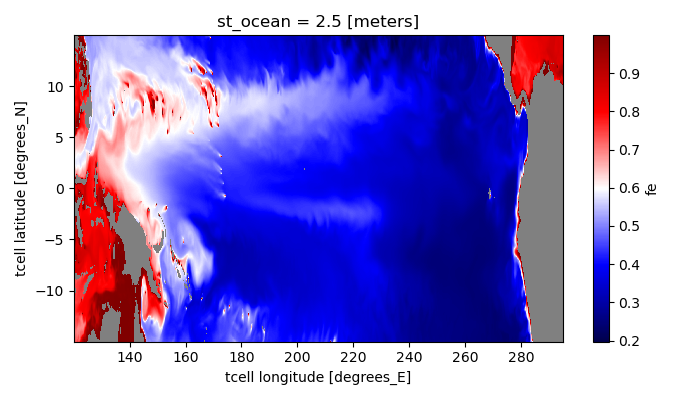 st_ocean = 2.5 [meters]
10
5
0
−5
−10
tcell latitude [degrees_N]
140 160 180 200 220 240 260 280
tcell longitude [degrees_E]
0.9
0.8
0.7
0.6
0.5
0.4
0.3
0.2
fe